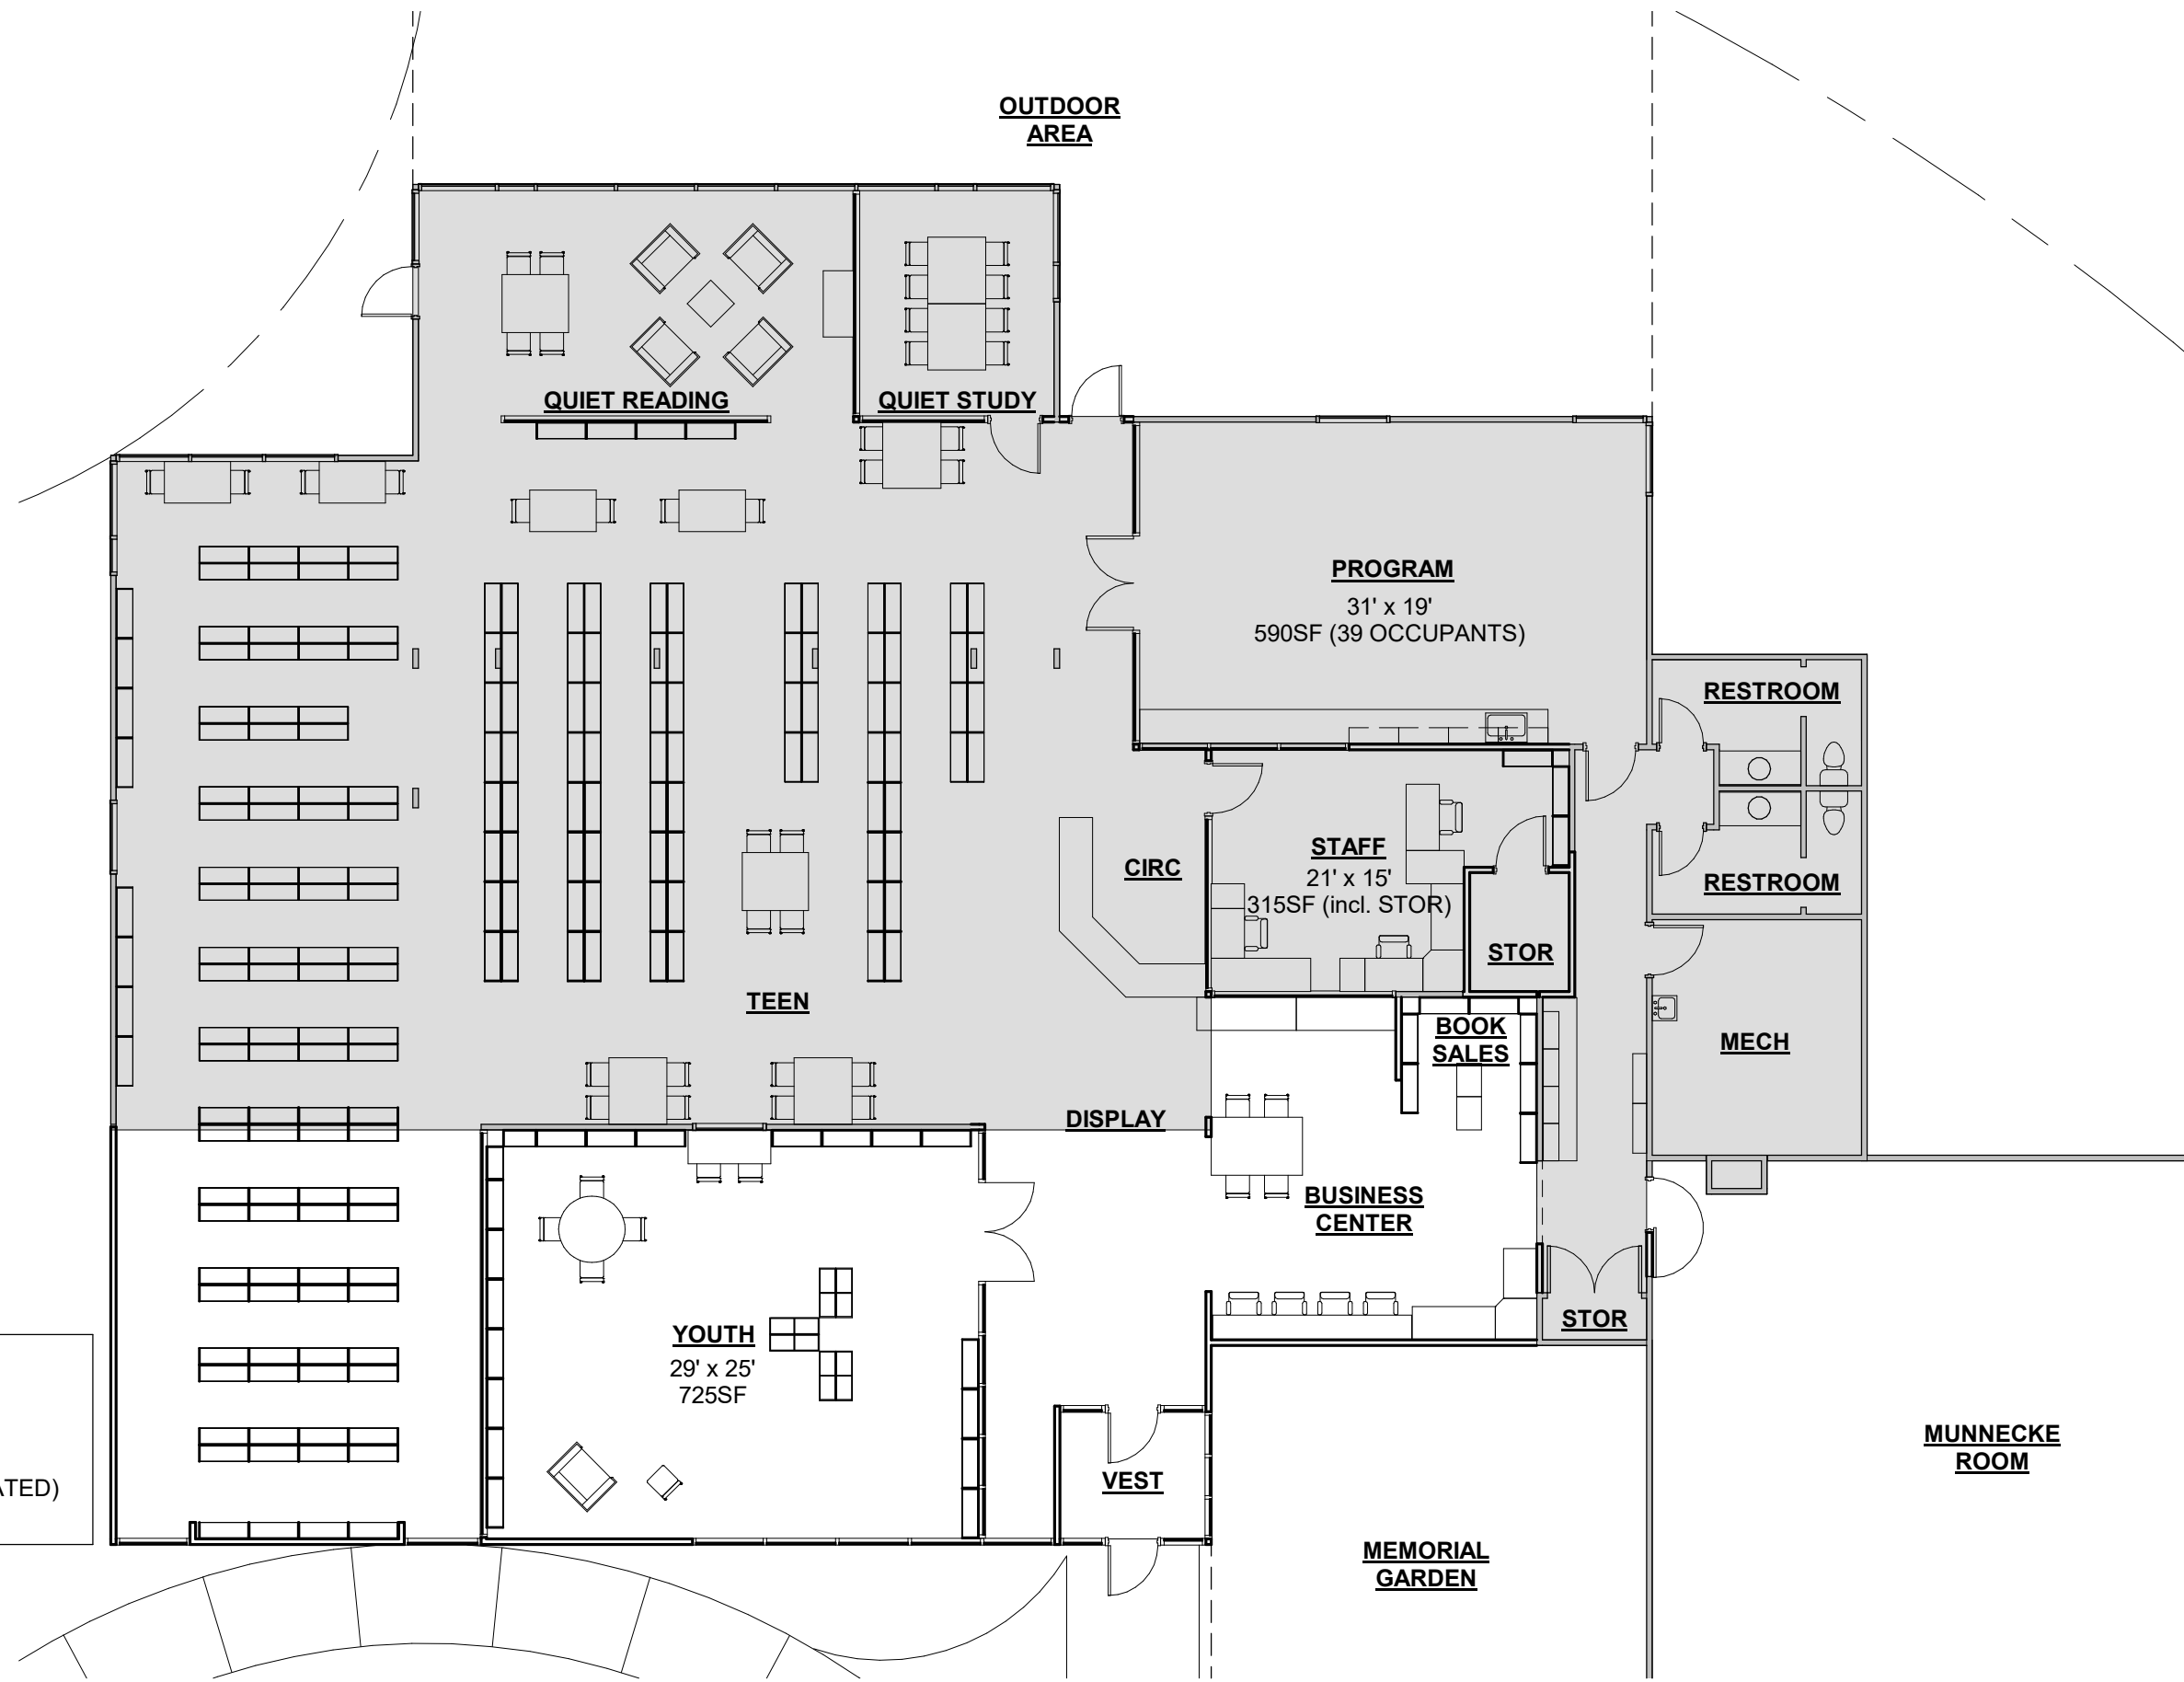 OUTDOOR
AREA
QUIET READING
QUIET STUDY
PROGRAM
31' x 19'
590SF (39 OCCUPANTS)
RESTROOM
STAFF
21' x 15'
315SF (incl. STOR)
CIRC
RESTROOM
STOR
TEEN
BOOK
SALES
MECH
DISPLAY
BUSINESS
CENTER
STOR
YOUTH
29' x 25'
725SF
MUNNECKE
ROOM
VEST
ATED)
MEMORIAL
GARDEN